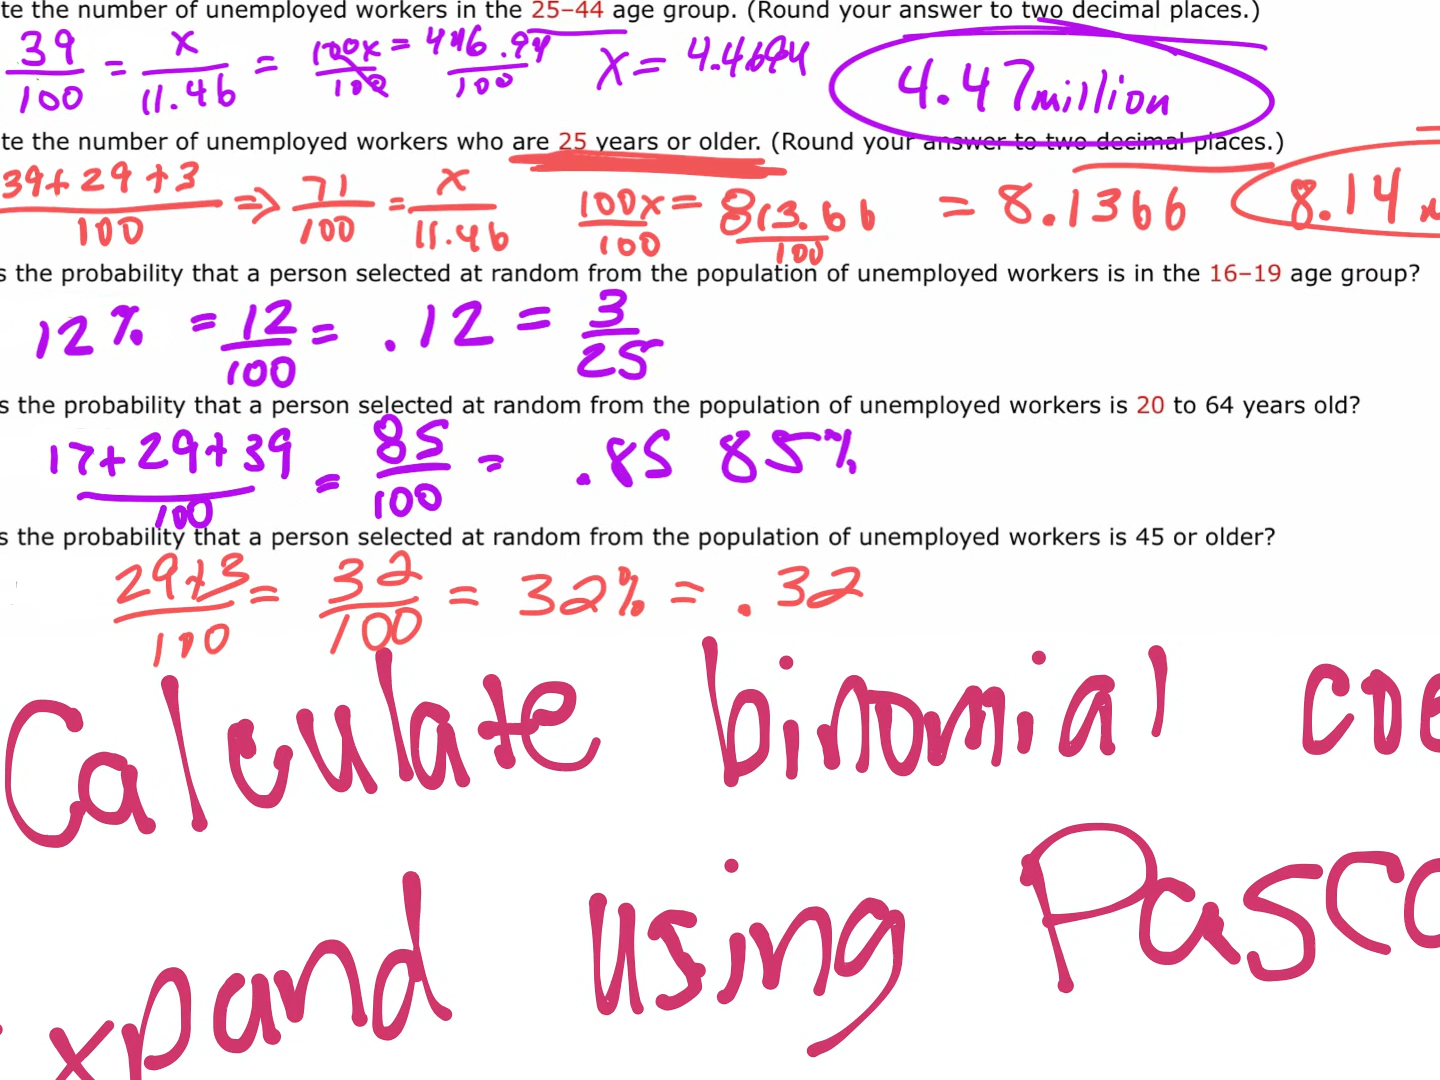 te the number of unemployed workers in the 25–44 age group. (Round your answer to two decimal places.)
39/100 = x/11.46 = 100x/100 = 446.94/100 x = 4.4694 4.47 million
te the number of unemployed workers who are 25 years or older. (Round your answer to two decimal places.)
39+29+3/100 => 71/100 = x/11.46 100x/100 = 813.66/100 = 8.1366 8.14
s the probability that a person selected at random from the population of unemployed workers is in the 16–19 age group?
12% = 12/100 = .12 = 3/25
s the probability that a person selected at random from the population of unemployed workers is 20 to 64 years old?
17+29+39/100 = 85/100 = .85 85%
s the probability that a person selected at random from the population of unemployed workers is 45 or older?
29+3/100 = 32/100 = 32% = .32
Calculate binomial coe
xpand using Pasca